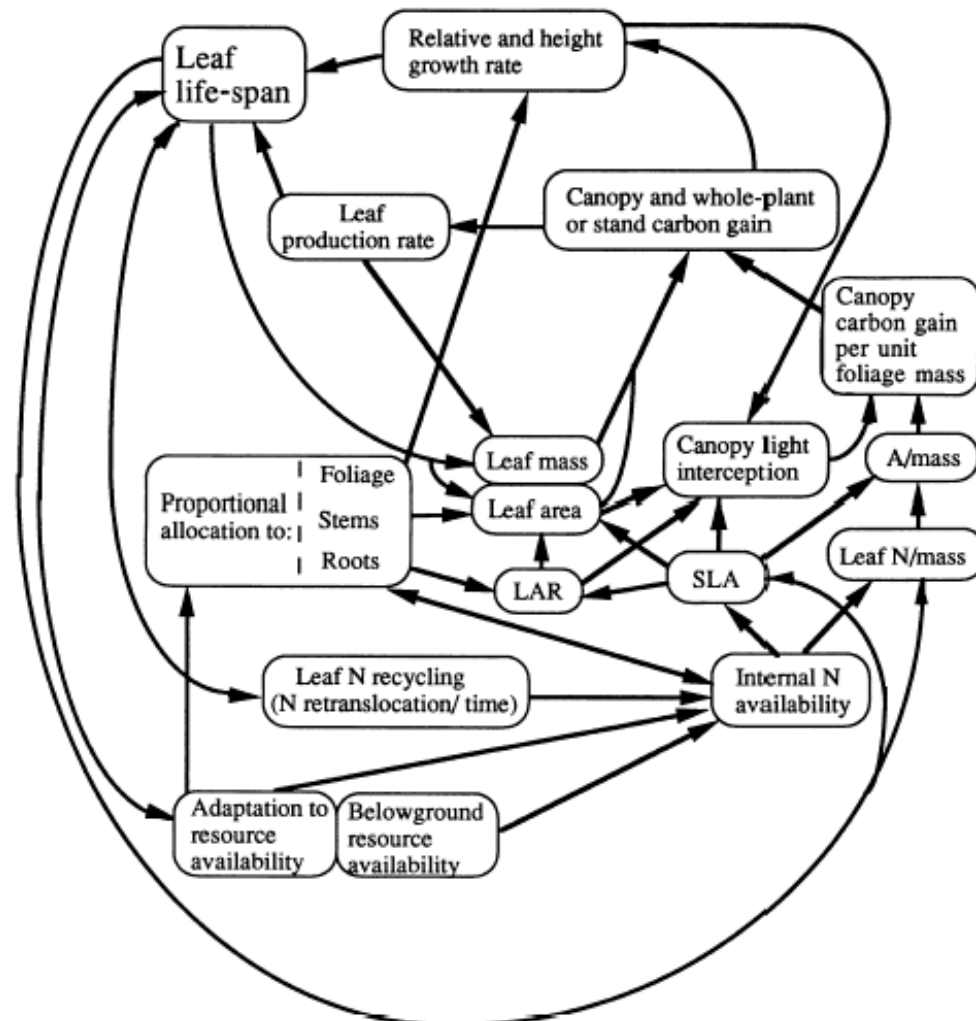 Leaf
life-span
Relative and height
growth rate
Leaf
production rate
Canopy and whole-plant
or stand carbon gain
Canopy
carbon gain
per unit
foliage mass
Leaf mass
Canopy light
interception
A/mass
Proportional
allocation to:
Foliage
Stems
Roots
Leaf area
LAR
SLA
Leaf N/mass
Leaf N recycling
(N retranslocation/ time)
Internal N
availability
Adaptation to
resource
availability
Belowground
resource
availability